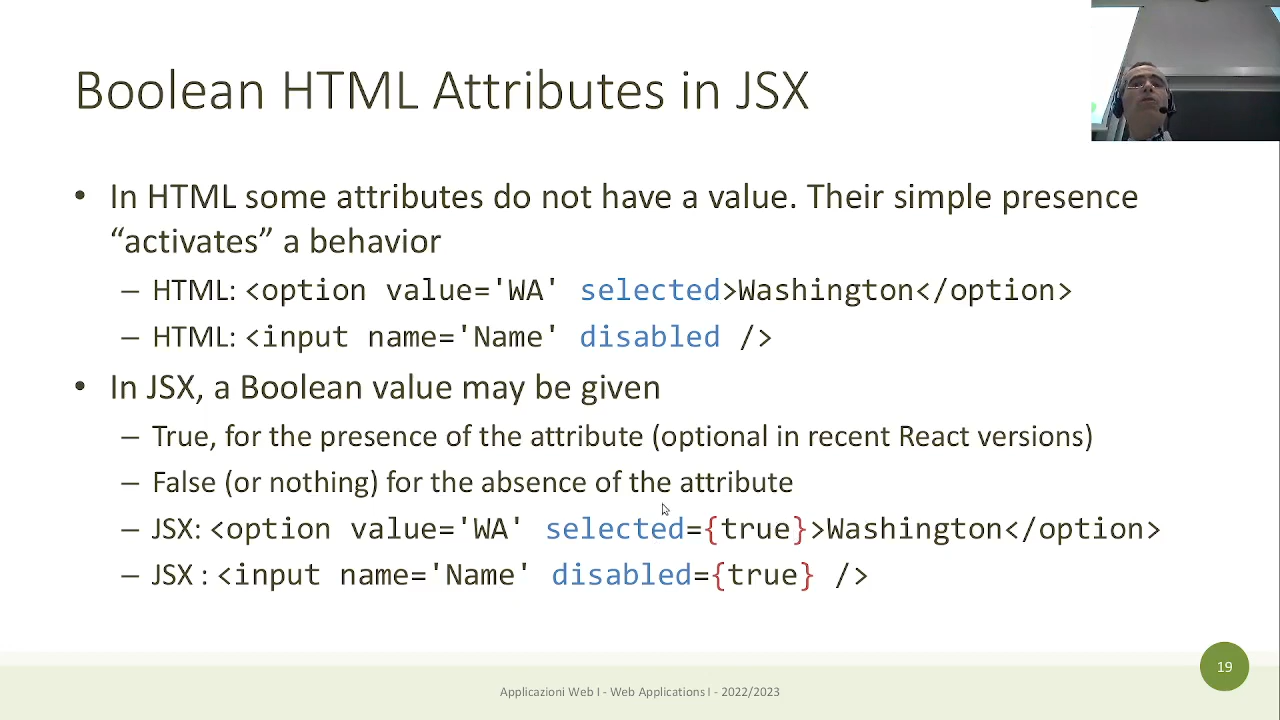 Boolean HTML Attributes in JSX
• In HTML some attributes do not have a value. Their simple presence
“activates” a behavior
– HTML: <option value='WA' selected>Washington</option>
– HTML: <input name='Name' disabled />
• In JSX, a Boolean value may be given
– True, for the presence of the attribute (optional in recent React versions)
– False (or nothing) for the absence of the attribute
– JSX: <option value='WA' selected={true}>Washington</option>
– JSX : <input name='Name' disabled={true} />
19
Applicazioni Web I - Web Applications I - 2022/2023